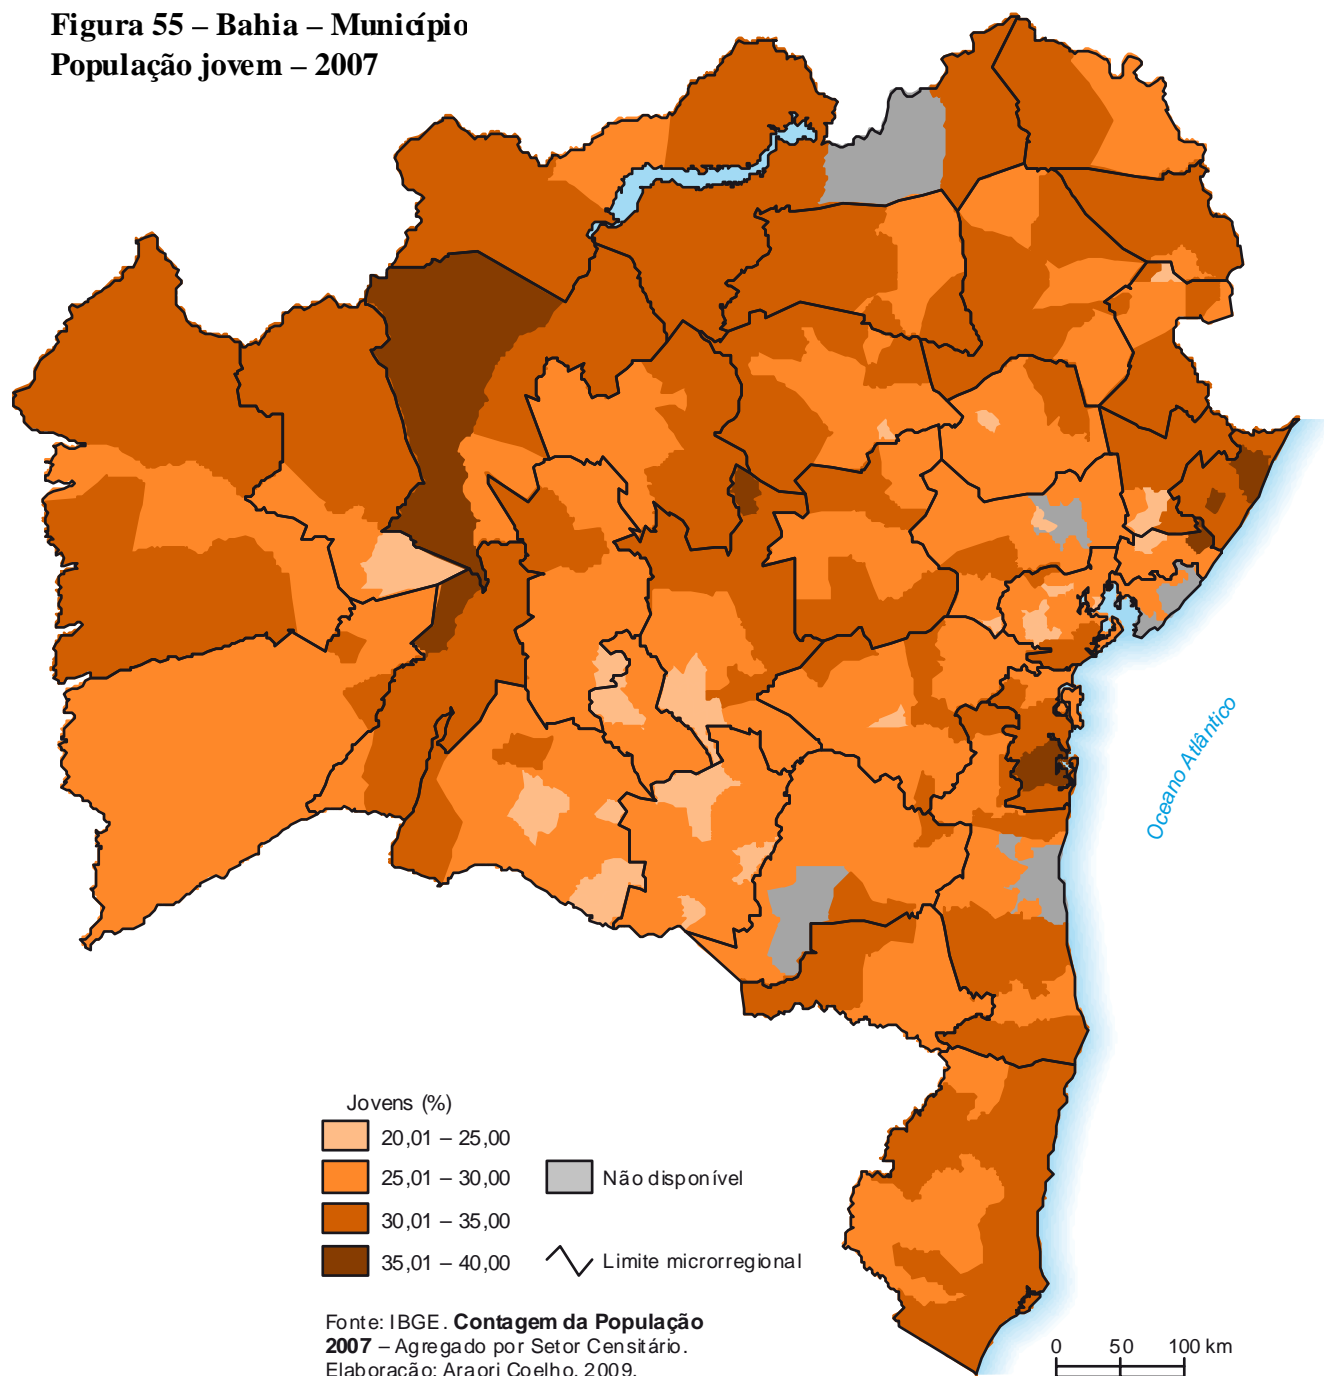 Figura 55 – Bahia – Município
População jovem – 2007
Oceano Atlântico
Jovens (%)
20,01 – 25,00
25,01 – 30,00
30,01 – 35,00
35,01 – 40,00
Não disponível
Limite microrregional
Fonte: IBGE. Contagem da População
2007 – Agregado por Setor Censitário.
Elaboração: Araori Coelho, 2009.
0 50 100 km